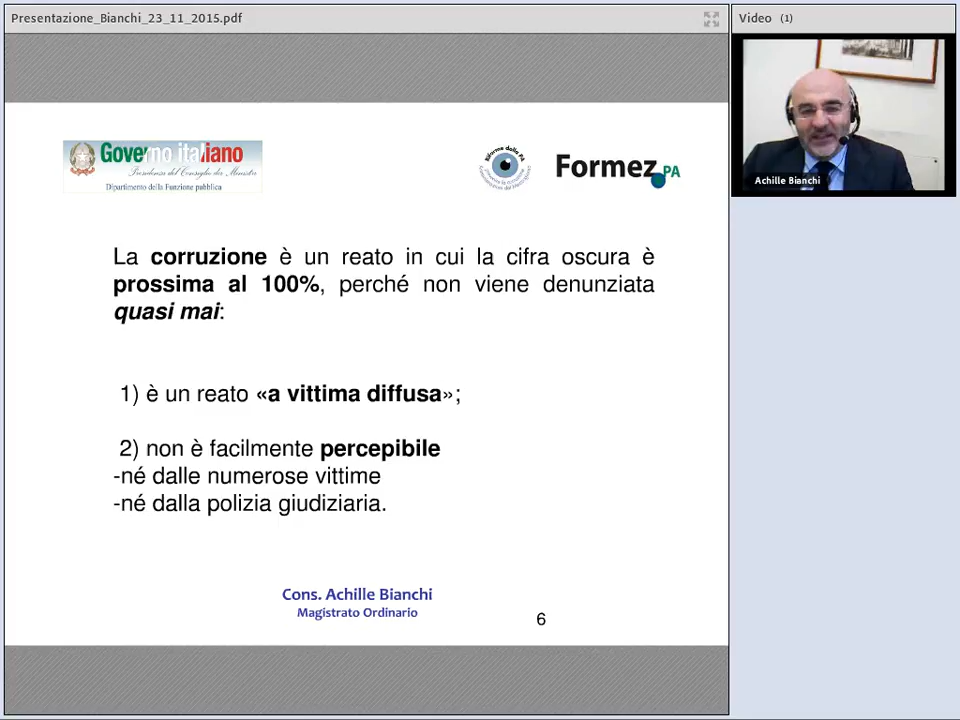 Presentazione_Bianchi_23_11_2015.pdf
Video (1)
Governo italiano
Presidenza del Consiglio dei Ministri
Dipartimento della Funzione pubblica
Riforma della PA
Formez PA
Achille Bianchi
La corruzione è un reato in cui la cifra oscura è
prossima al 100%, perché non viene denunziata
quasi mai:
1) è un reato «a vittima diffusa»;
2) non è facilmente percepibile
-né dalle numerose vittime
-né dalla polizia giudiziaria.
Cons. Achille Bianchi
Magistrato Ordinario
6